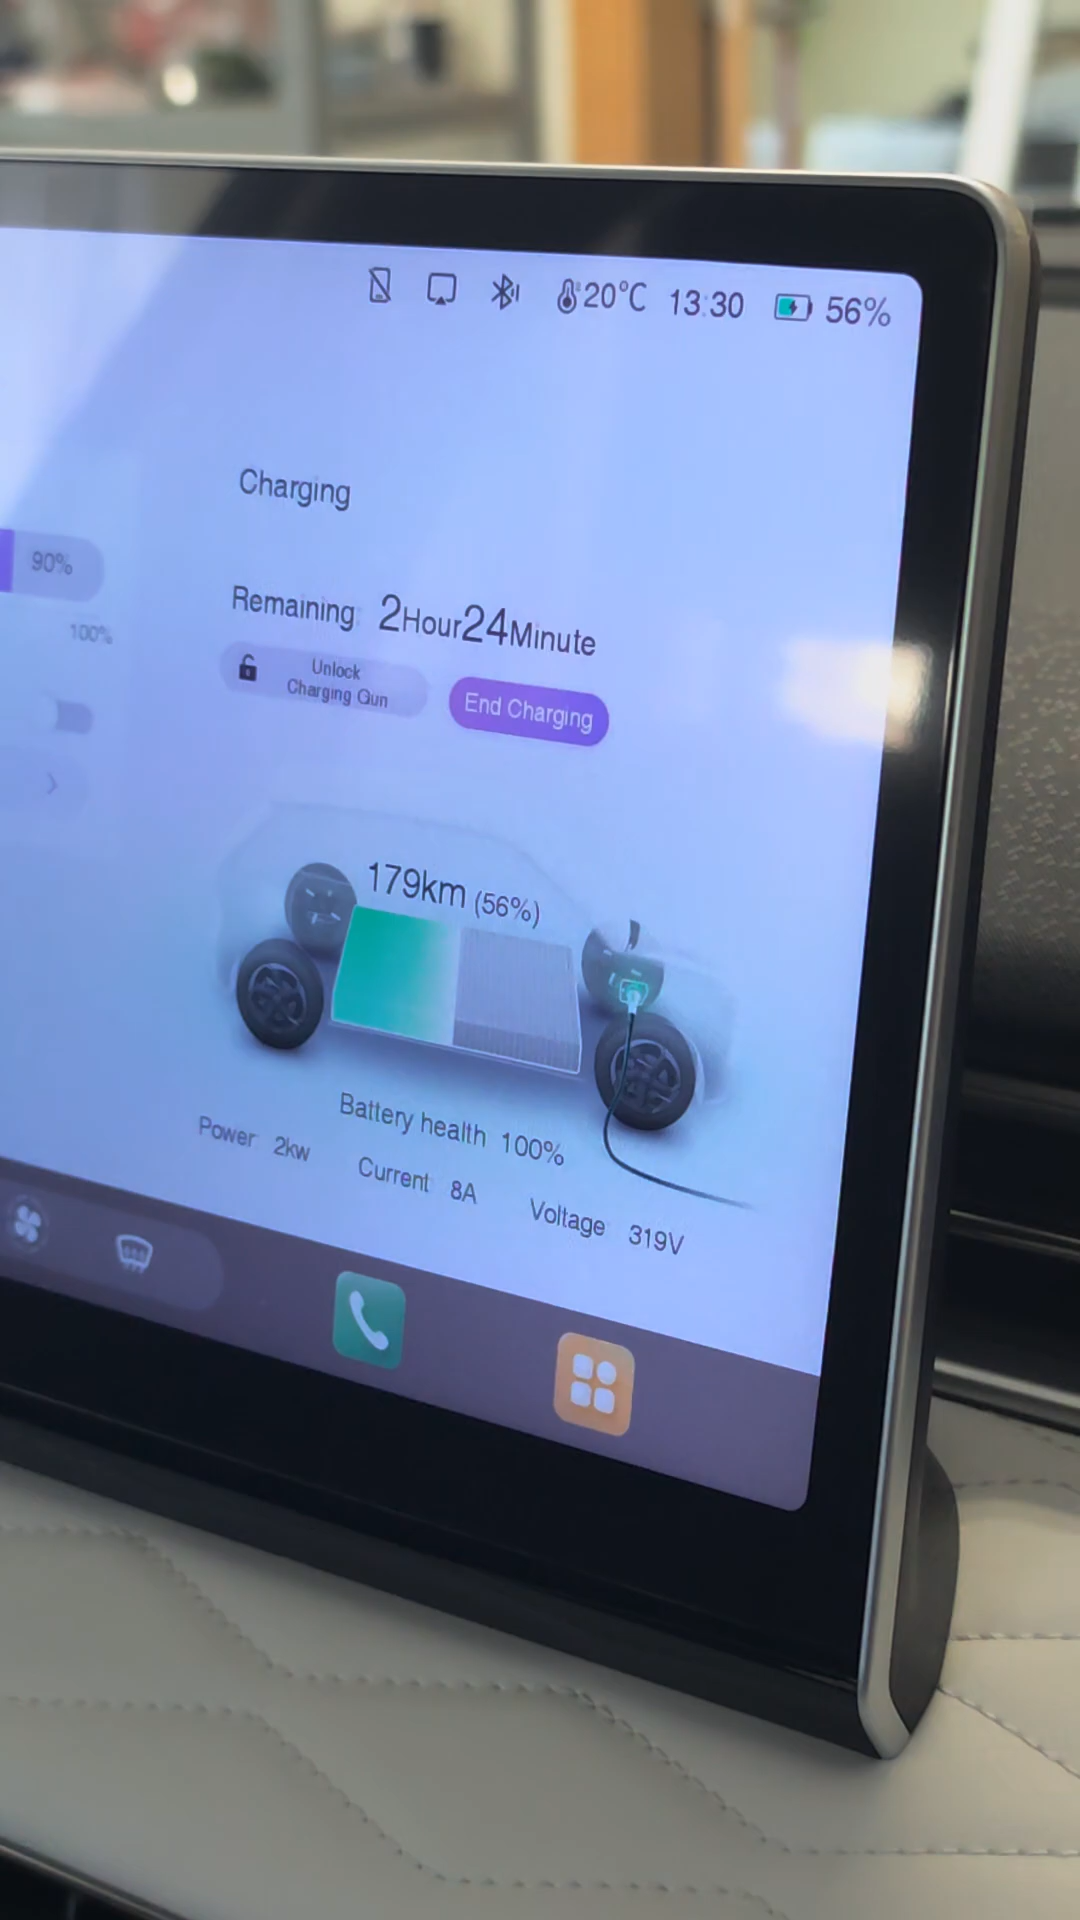 20°C 13:30 56%
Charging
90%
100%
Remaining 2Hour24Minute
Unlock
Charging Gun
End Charging
179km (56%)
Battery health 100%
Power 2kw Current 8A Voltage 319V